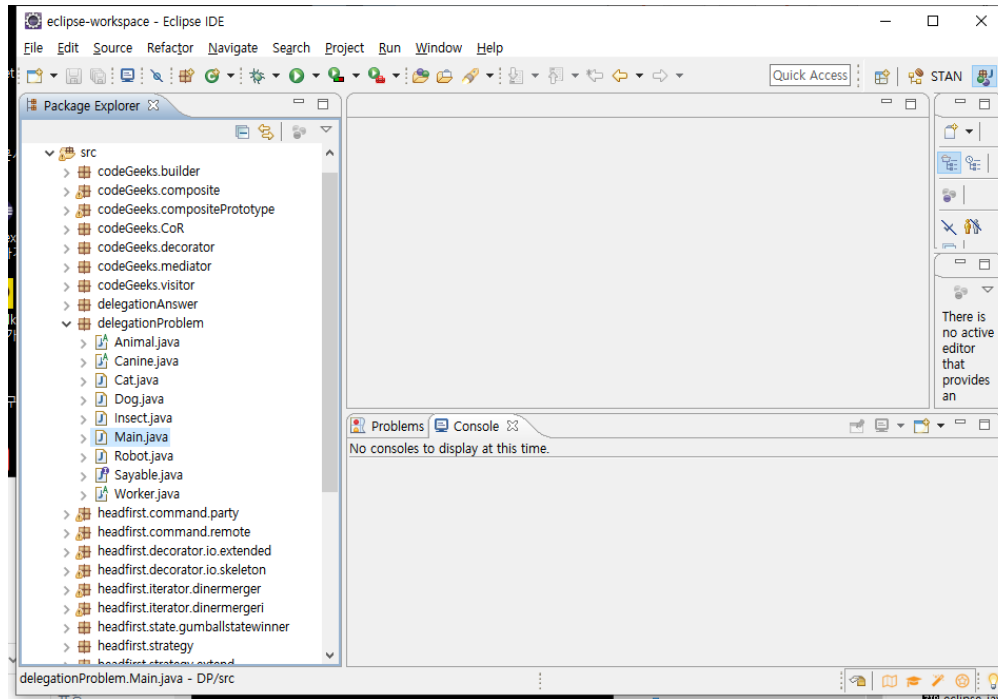 eclipse-workspace - Eclipse IDE
File Edit Source Refactor Navigate Search Project Run Window Help
Quick Access
STAN
Package Explorer
src
codeGeeks.builder
codeGeeks.composite
codeGeeks.compositePrototype
codeGeeks.CoR
codeGeeks.decorator
codeGeeks.mediator
codeGeeks.visitor
delegationAnswer
delegationProblem
Animal.java
Canine.java
Cat.java
Dog.java
Insect.java
Main.java
Robot.java
Sayable.java
Worker.java
headfirst.command.party
headfirst.command.remote
headfirst.decorator.io.extended
headfirst.decorator.io.skeleton
headfirst.iterator.dinermerger
headfirst.iterator.dinermergeri
headfirst.state.gumballstatewinner
headfirst.strategy
headfirst.strategy.extend
There is
no active
editor
that
provides
an
Problems Console
No consoles to display at this time.
delegationProblem.Main.java - DP/src